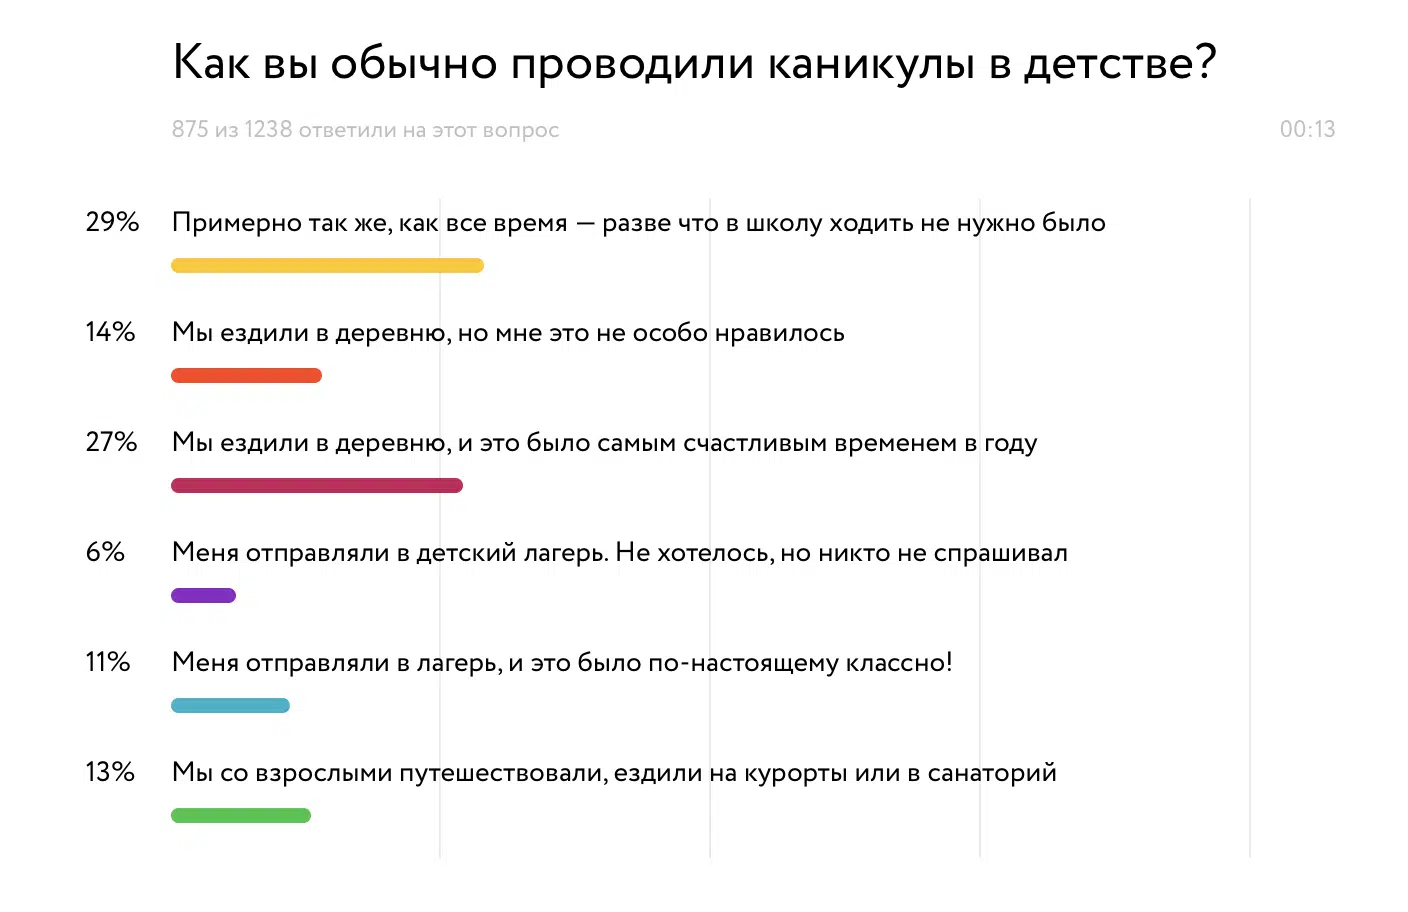 Как вы обычно проводили каникулы в детстве?
875 из 1238 ответили на этот вопрос 00:13
29% Примерно так же, как все время — разве что в школу ходить не нужно было
14% Мы ездили в деревню, но мне это не особо нравилось
27% Мы ездили в деревню, и это было самым счастливым временем в году
6% Меня отправляли в детский лагерь. Не хотелось, но никто не спрашивал
11% Меня отправляли в лагерь, и это было по-настоящему классно!
13% Мы со взрослыми путешествовали, ездили на курорты или в санаторий